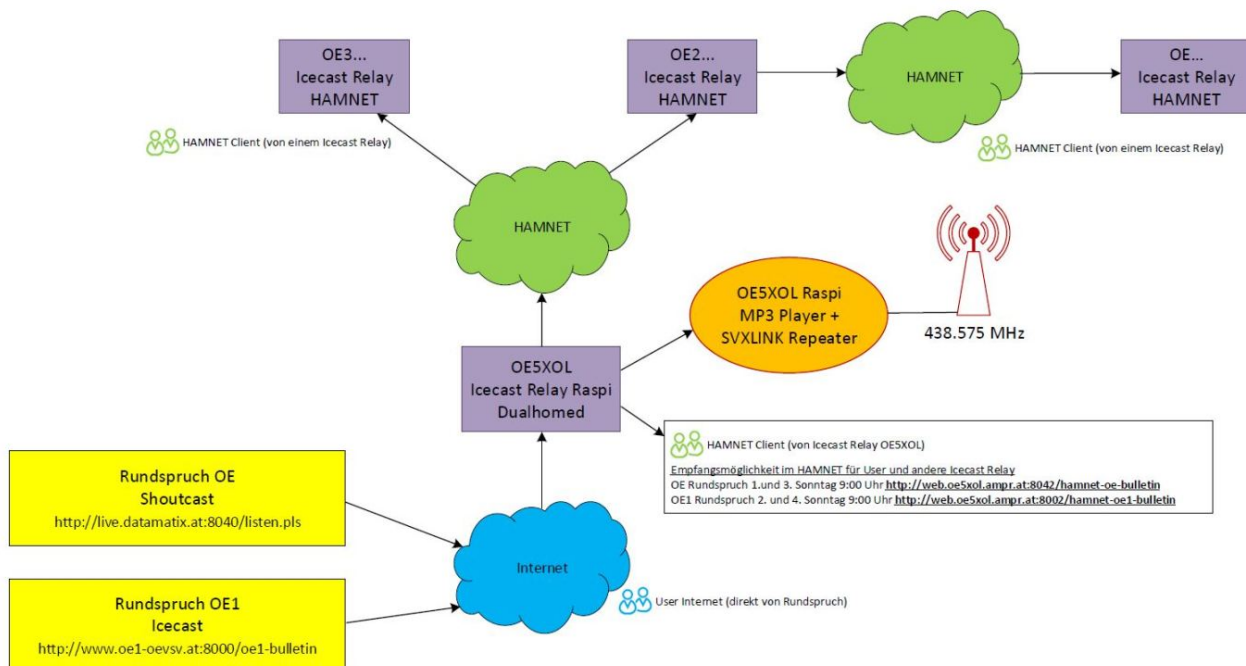 OE3...
Icecast Relay
HAMNET
OE2...
Icecast Relay
HAMNET
HAMNET
OE...
Icecast Relay
HAMNET
HAMNET Client (von einem Icecast Relay)
HAMNET Client (von einem Icecast Relay)
HAMNET
OE5XOL Raspi
MP3 Player +
SVXLINK Repeater
438.575 MHz
OE5XOL
Icecast Relay Raspi
Dualhomed
HAMNET Client (von Icecast Relay OE5XOL)
Empfangsmöglichkeit im HAMNET für User und andere Icecast Relay
OE Rundspruch 1.und 3. Sonntag 9:00 Uhr http://web.oe5xol.ampr.at:8042/hamnet-oe-bulletin
OE1 Rundspruch 2. und 4. Sonntag 9:00 Uhr http://web.oe5xol.ampr.at:8002/hamnet-oe1-bulletin
Rundspruch OE
Shoutcast
http://live.datamatix.at:8040/listen.pls
Internet
User Internet (direkt von Rundspruch)
Rundspruch OE1
Icecast
http://www.oe1-oevsv.at:8000/oe1-bulletin